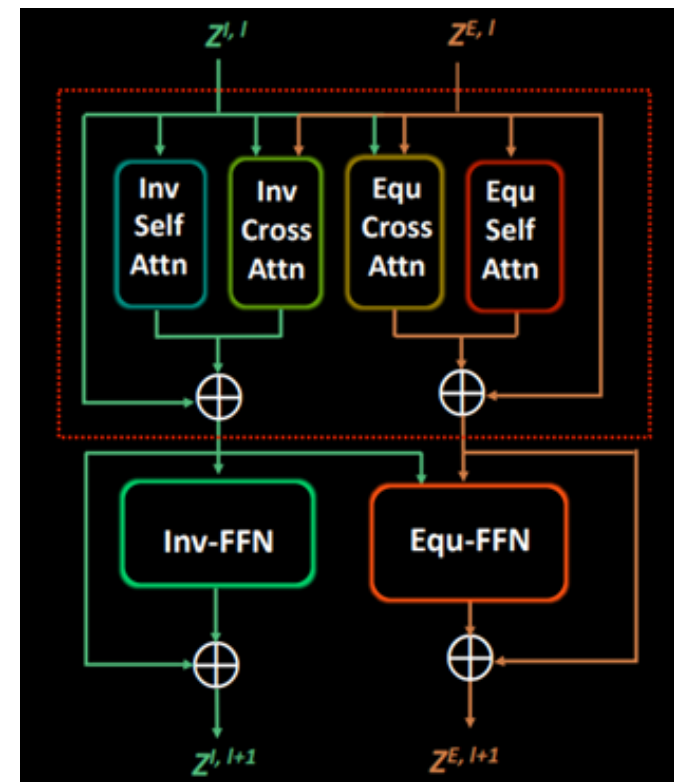 Z^{I, l} Z^{E, l}
Inv Inv Equ Equ
Self Cross Cross Self
Attn Attn Attn Attn
Inv-FFN Equ-FFN
Z^{I, l+1} Z^{E, l+1}